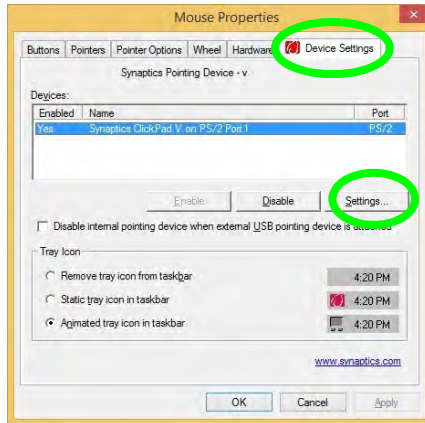 Mouse Properties
×
Buttons Pointers Pointer Options Wheel Hardware Device Settings
Synaptics Pointing Device - v
Devices:
Enabled Name Port
Yes Synaptics ClickPad V on PS/2 Port 1 PS/2
Enable Disable Settings...
Disable internal pointing device when external USB pointing device is attached
Tray Icon
Remove tray icon from taskbar 4:20 PM
Static tray icon in taskbar 4:20 PM
Animated tray icon in taskbar 4:20 PM
www.synaptics.com
OK Cancel Apply